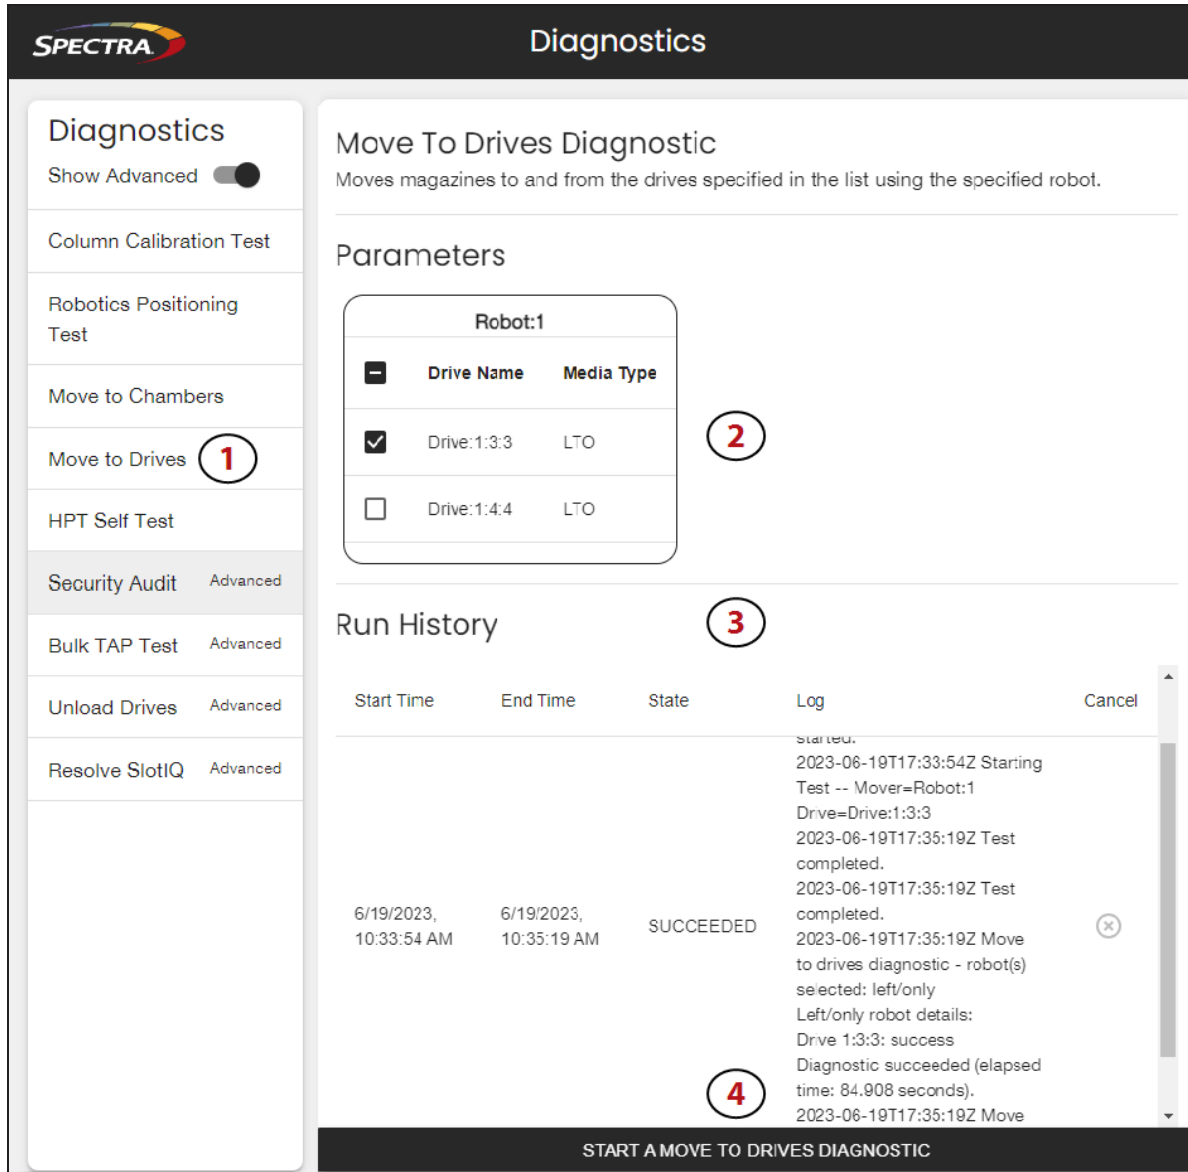 SPECTRA
Diagnostics
Diagnostics
Show Advanced
Column Calibration Test
Robotics Positioning
Test
Move to Chambers
Move to Drives
1
HPT Self Test
Security Audit Advanced
Bulk TAP Test Advanced
Unload Drives Advanced
Resolve SlotIQ Advanced
Move To Drives Diagnostic
Moves magazines to and from the drives specified in the list using the specified robot.
Parameters
Robot:1
Drive Name Media Type
Drive:1:3:3 LTO
Drive:1:4:4 LTO
2
Run History
3
Start Time End Time State Log Cancel
6/19/2023,
10:33:54 AM
6/19/2023,
10:35:19 AM
SUCCEEDED
started.
2023-06-19T17:33:54Z Starting
Test -- Mover=Robot:1
Drive=Drive:1:3:3
2023-06-19T17:35:19Z Test
completed.
2023-06-19T17:35:19Z Test
completed.
2023-06-19T17:35:19Z Move
to drives diagnostic - robot(s)
selected: left/only
Left/only robot details:
Drive 1:3:3: success
Diagnostic succeeded (elapsed
time: 84.908 seconds).
2023-06-19T17:35:19Z Move
4
START A MOVE TO DRIVES DIAGNOSTIC